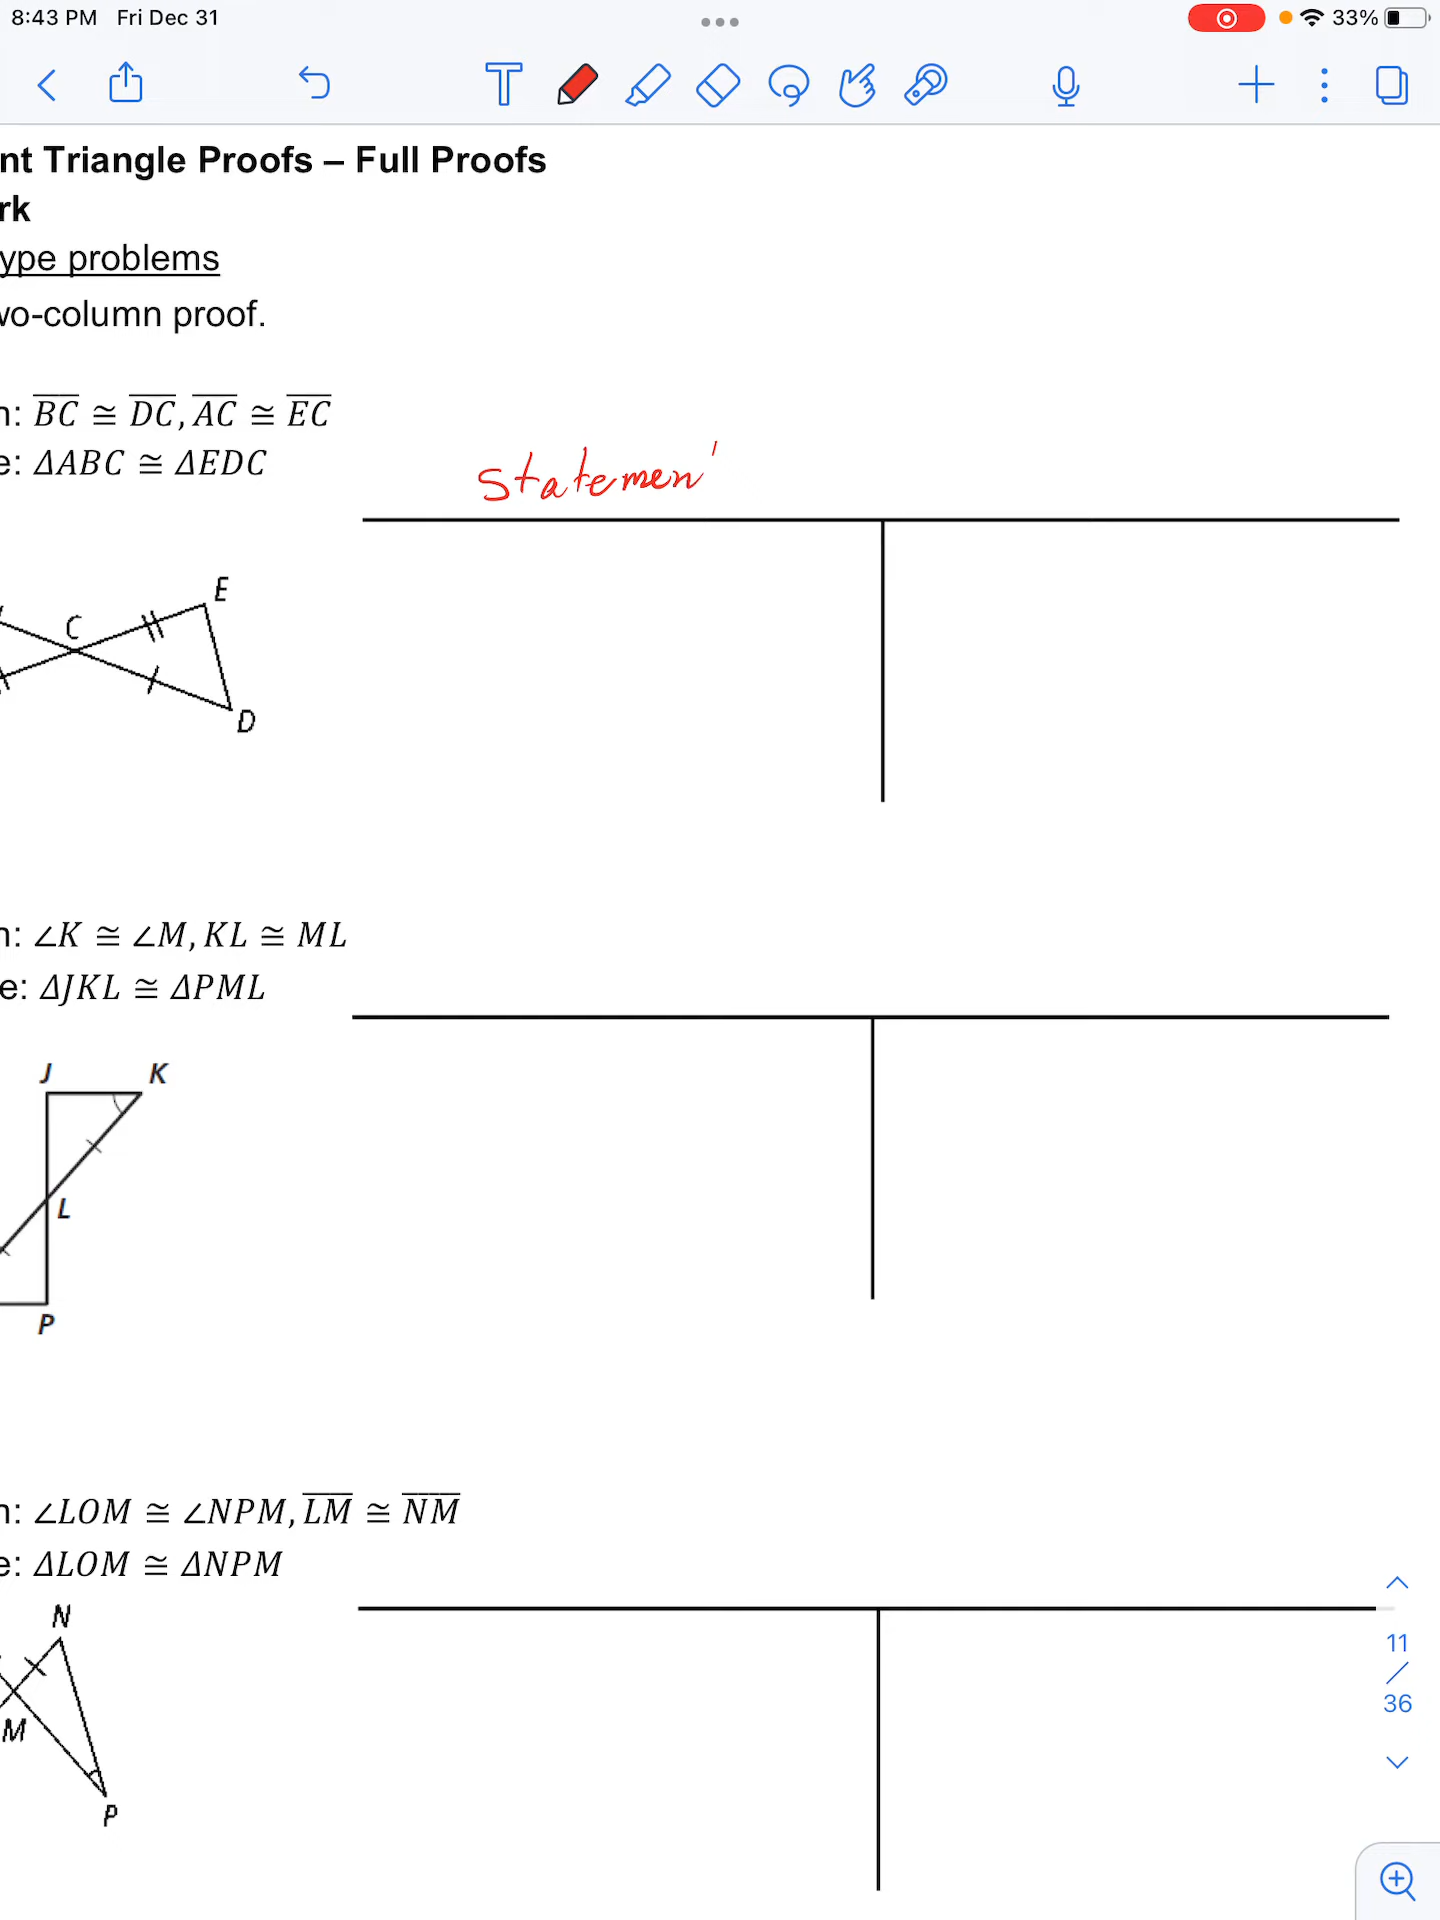 8:43 PM Fri Dec 31
33%
T
nt Triangle Proofs – Full Proofs
rk
ype problems
wo-column proof.
n: BC ≅ DC, AC ≅ EC
e: ΔABC ≅ ΔEDC
statemen'
E
C
D
n: ∠K ≅ ∠M, KL ≅ ML
e: ΔJKL ≅ ΔPML
J K
L
P
n: ∠LOM ≅ ∠NPM, LM ≅ NM
e: ΔLOM ≅ ΔNPM
N
M
P
11
/
36